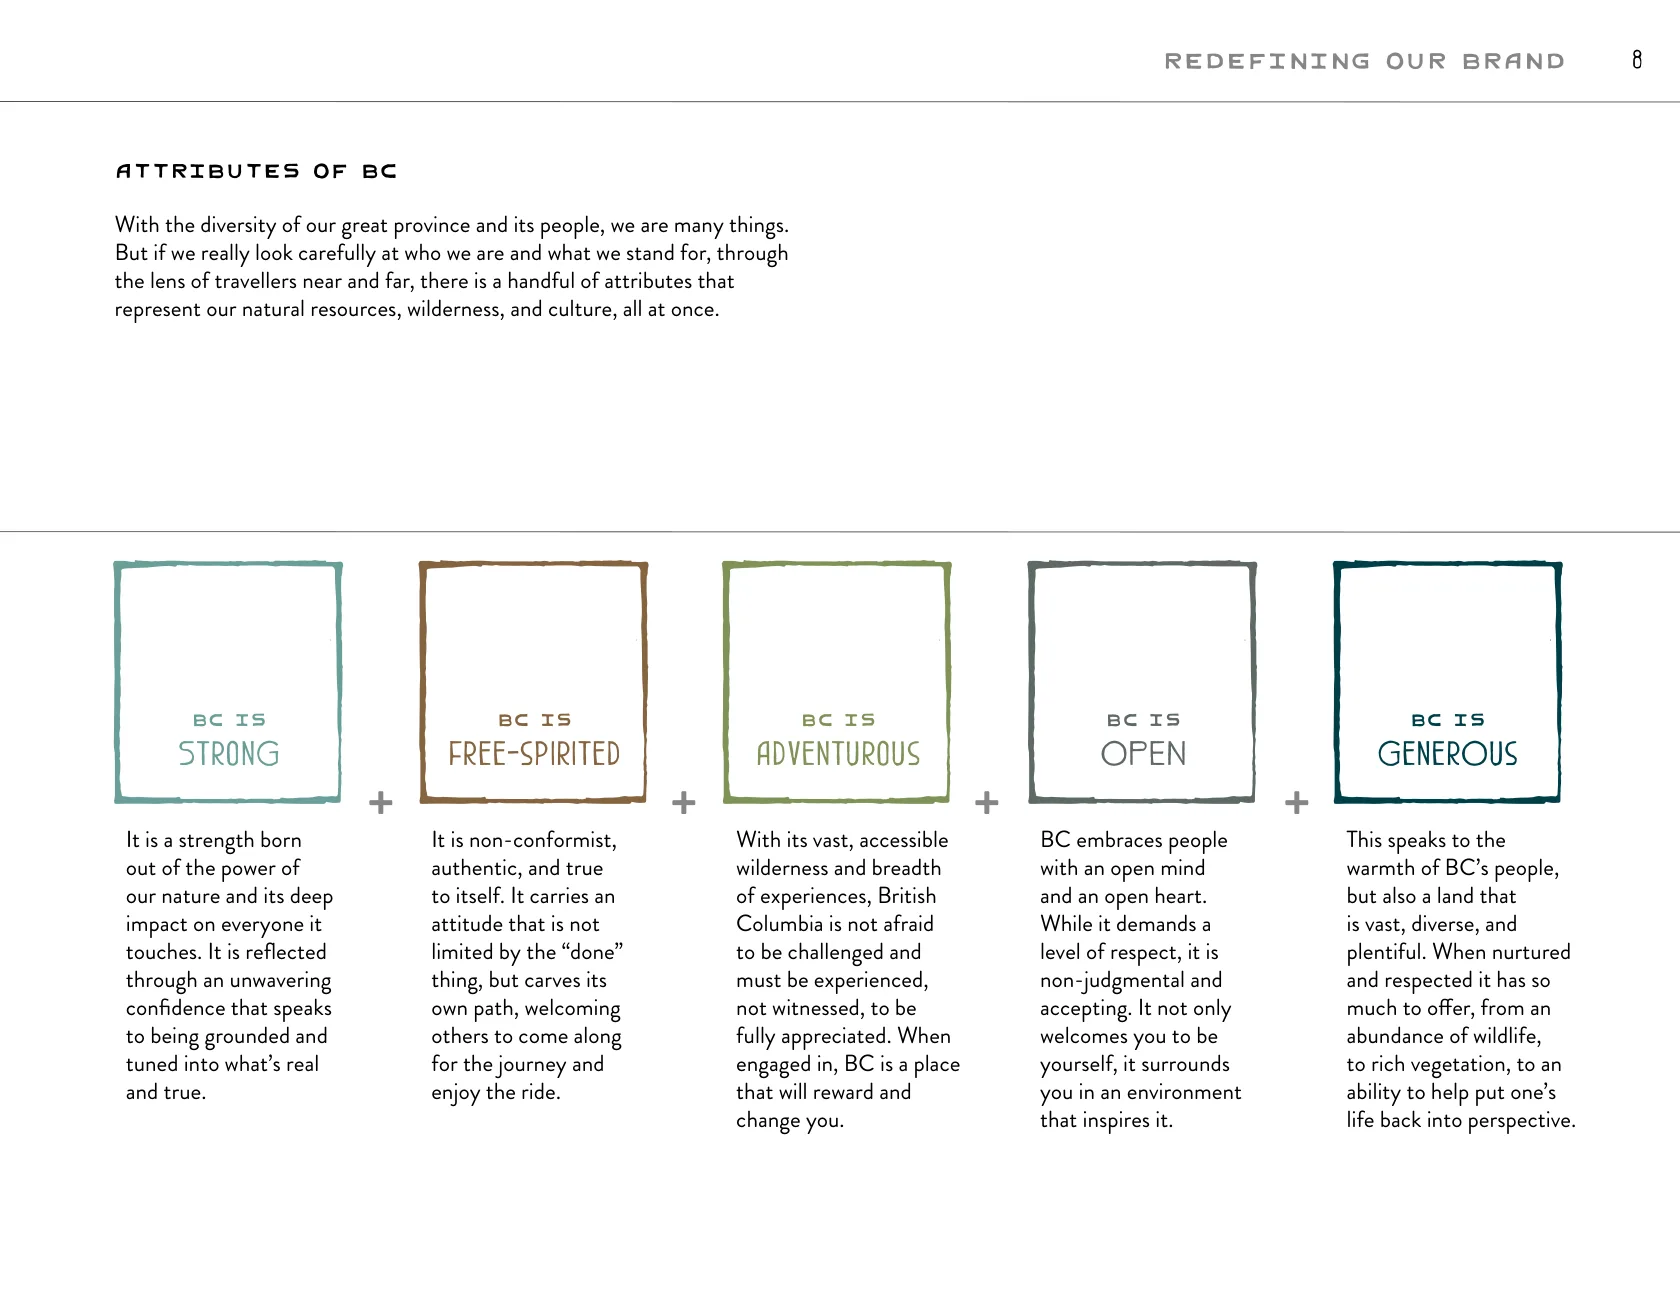 REDEFINING OUR BRAND 8
ATTRIBUTES OF BC
With the diversity of our great province and its people, we are many things.
But if we really look carefully at who we are and what we stand for, through
the lens of travellers near and far, there is a handful of attributes that
represent our natural resources, wilderness, and culture, all at once.
BC IS
STRONG
It is a strength born
out of the power of
our nature and its deep
impact on everyone it
touches. It is reflected
through an unwavering
confidence that speaks
to being grounded and
tuned into what’s real
and true.
+
BC IS
FREE-SPIRITED
It is non-conformist,
authentic, and true
to itself. It carries an
attitude that is not
limited by the “done”
thing, but carves its
own path, welcoming
others to come along
for the journey and
enjoy the ride.
+
BC IS
ADVENTUROUS
With its vast, accessible
wilderness and breadth
of experiences, British
Columbia is not afraid
to be challenged and
must be experienced,
not witnessed, to be
fully appreciated. When
engaged in, BC is a place
that will reward and
change you.
+
BC IS
OPEN
BC embraces people
with an open mind
and an open heart.
While it demands a
level of respect, it is
non-judgmental and
accepting. It not only
welcomes you to be
yourself, it surrounds
you in an environment
that inspires it.
+
BC IS
GENEROUS
This speaks to the
warmth of BC’s people,
but also a land that
is vast, diverse, and
plentiful. When nurtured
and respected it has so
much to offer, from an
abundance of wildlife,
to rich vegetation, to an
ability to help put one’s
life back into perspective.